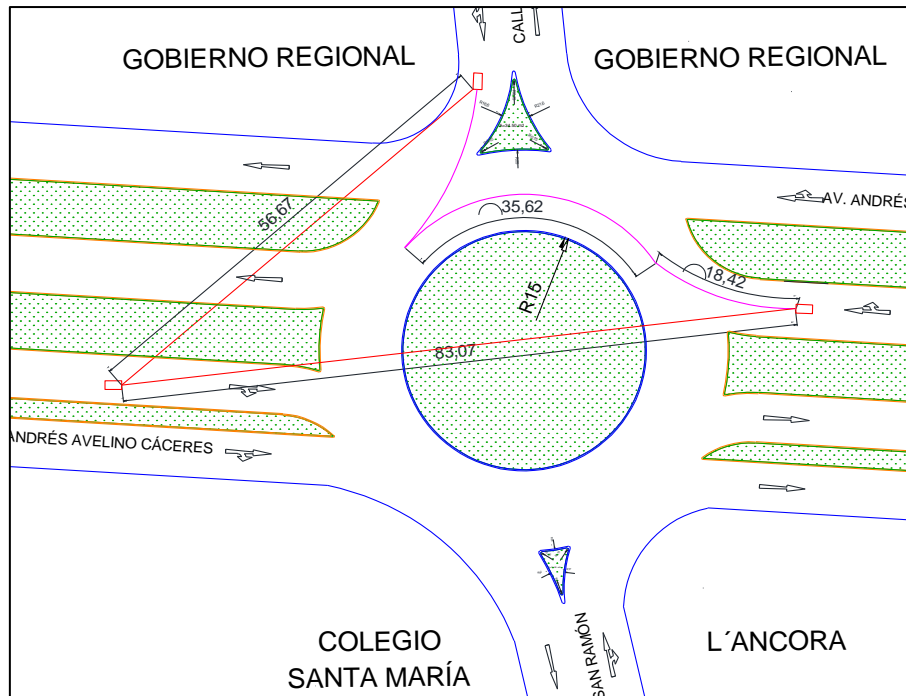 GOBIERNO REGIONAL
CALL
GOBIERNO REGIONAL
AV. ANDRÉS
56,67
35,62
18,42
R15
83,07
ANDRÉS AVELINO CÁCERES
COLEGIO
SANTA MARÍA
SAN RAMÓN
L´ANCORA